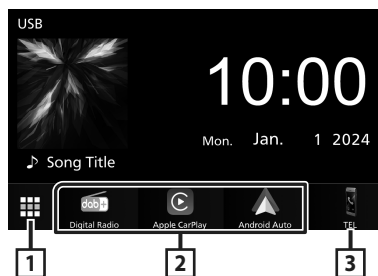 USB
10:00
Mon. Jan. 1 2024
♪ Song Title
dab+
Digital Radio Apple CarPlay Android Auto TEL
1 2 3